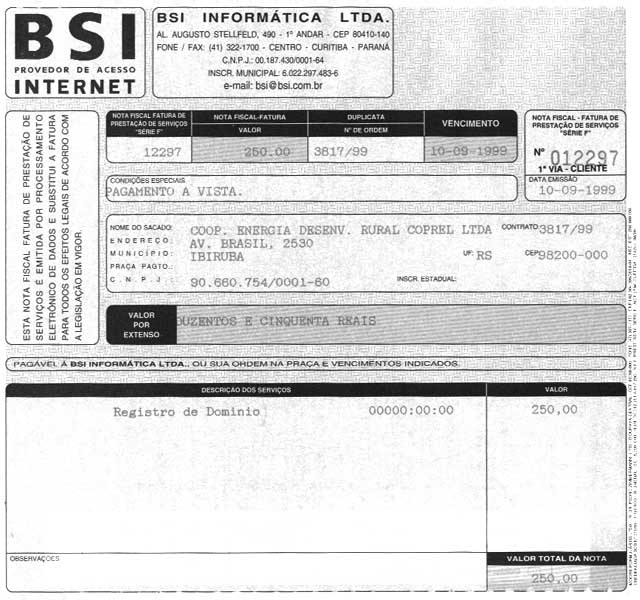 BSI
PROVEDOR DE ACESSO
INTERNET
BSI INFORMÁTICA LTDA.
AL. AUGUSTO STELLFELD, 490 - 1º ANDAR - CEP 80410-140
FONE / FAX: (41) 322-1700 - CENTRO - CURITIBA - PARANÁ
C.N.P.J.: 00.187.430/0001-64
INSCR. MUNICIPAL: 6.022.297.483-6
e-mail: bsi@bsi.com.br
ESTA NOTA FISCAL FATURA DE PRESTAÇÃO DE
SERVIÇOS É EMITIDA POR PROCESSAMENTO
ELETRÔNICO DE DADOS E SUBSTITUI A FATURA
PARA TODOS OS EFEITOS LEGAIS DE ACORDO COM
A LEGISLAÇÃO EM VIGOR.
NOTA FISCAL FATURA DE
PRESTAÇÃO DE SERVIÇOS
"SÉRIE F"
12297
NOTA FISCAL-FATURA
VALOR
250.00
DUPLICATA
Nº DE ORDEM
3817/99
VENCIMENTO
10-09-1999
NOTA FISCAL - FATURA DE
PRESTAÇÃO DE SERVIÇOS
"SÉRIE F"
Nº 012297
1ª VIA - CLIENTE
DATA EMISSÃO
10-09-1999
CONDIÇÕES ESPECIAIS
PAGAMENTO A VISTA.
NOME DO SACADO: COOP. ENERGIA DESENV. RURAL COPREL LTDA CONTRATO 3817/99
ENDEREÇO: AV. BRASIL, 2530
MUNICÍPIO: IBIRUBA UF: RS CEP 98200-000
PRAÇA PAGTO.:
C.N.P.J.: 90.660.754/0001-60 INSCR. ESTADUAL:
VALOR
POR
EXTENSO
DUZENTOS E CINQUENTA REAIS
PAGÁVEL À BSI INFORMÁTICA LTDA., OU SUA ORDEM NA PRAÇA E VENCIMENTOS INDICADOS.
DESCRIÇÃO DOS SERVIÇOS VALOR
Registro de Dominio 00000:00:00 250,00
OBSERVAÇÕES
VALOR TOTAL DA NOTA
250,00